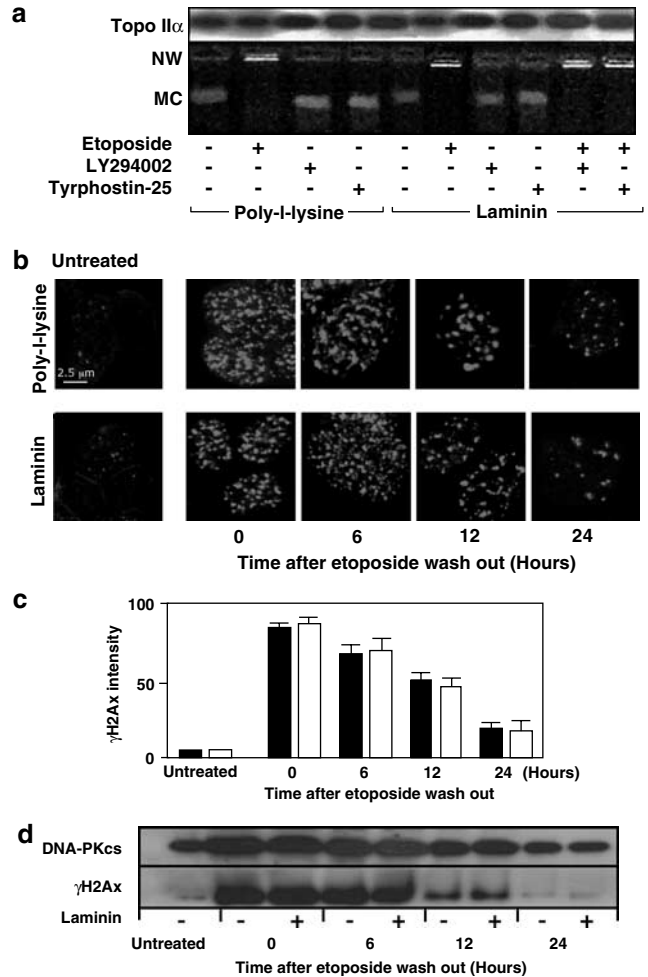 a
Topo IIα
NW
MC
Etoposide - + - - - + - - + +
LY294002 - - + - - - + - + -
Tyrphostin-25 - - - + - - - + - +
Poly-l-lysine Laminin
b Untreated
Poly-l-lysine
2.5 μm
Laminin
0 6 12 24
Time after etoposide wash out (Hours)
c
γH2Ax intensity
100
50
0
Untreated 0 6 12 24 (Hours)
Time after etoposide wash out
d
DNA-PKcs
γH2Ax
Laminin - - + - + - + - +
Untreated 0 6 12 24
Time after etoposide wash out (Hours)